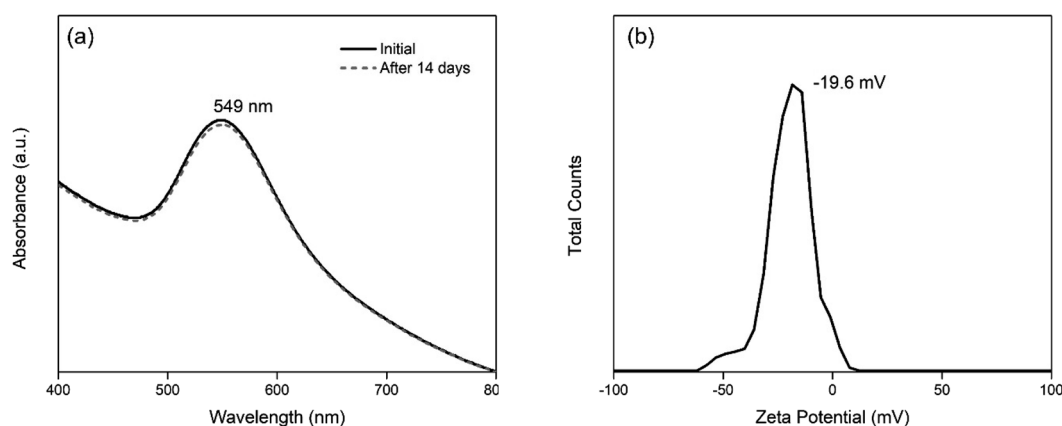 (a)
Initial
After 14 days
549 nm
Absorbance (a.u.)
400 500 600 700 80
Wavelength (nm)
(b)
-19.6 mV
Total Counts
-100 -50 0 50 100
Zeta Potential (mV)